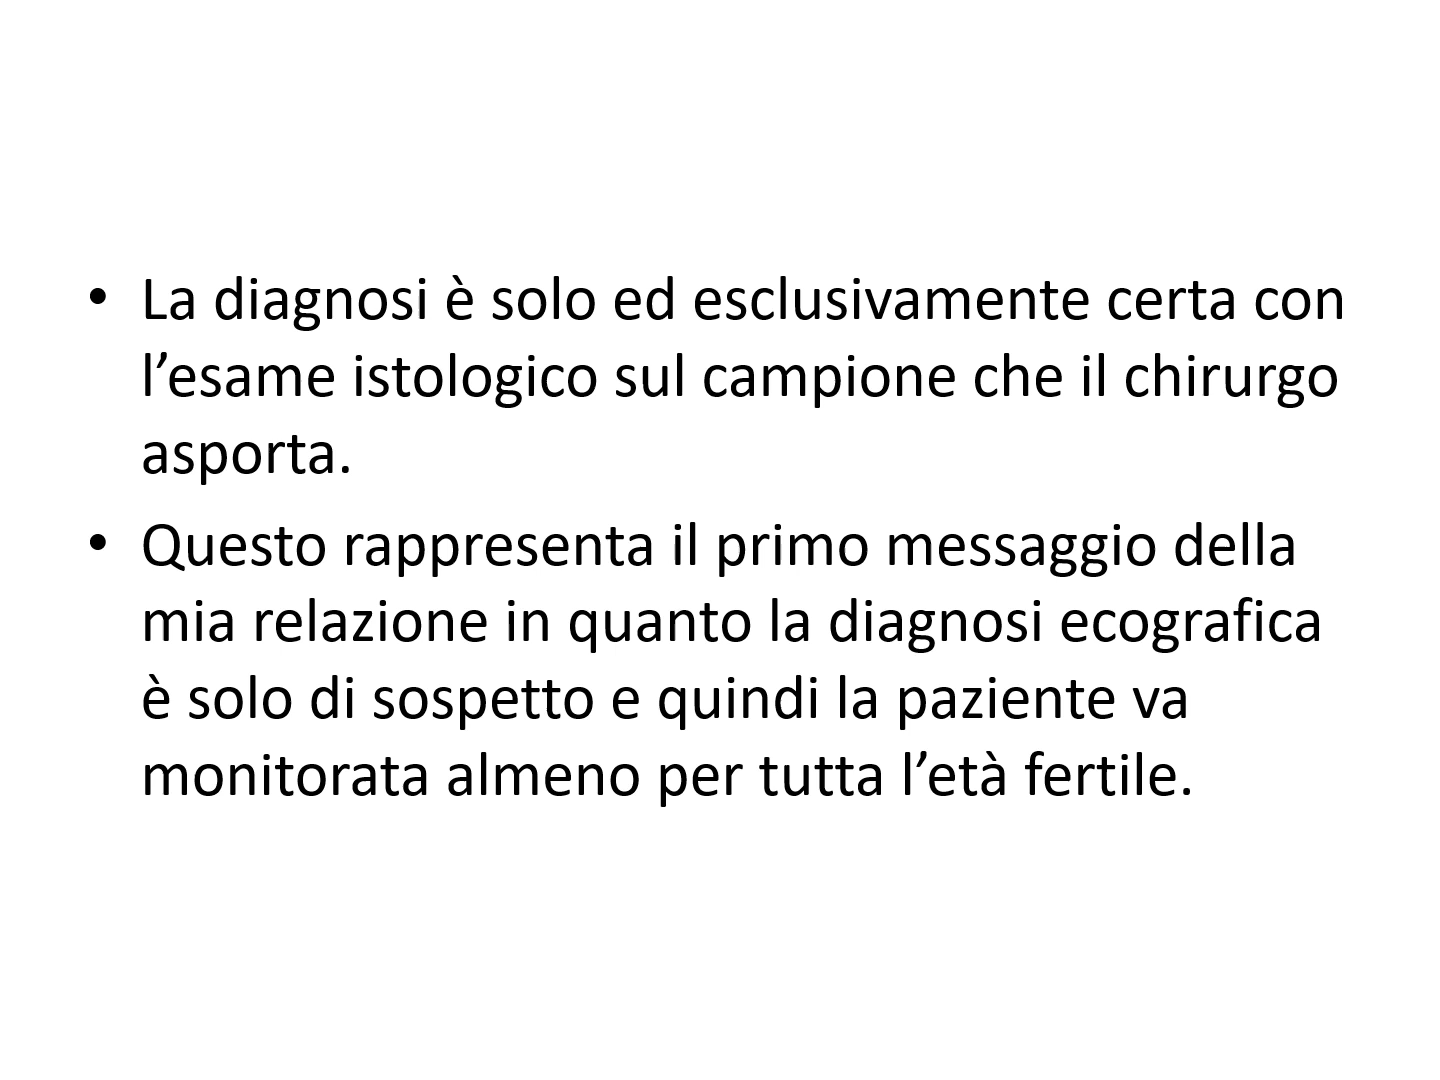 • La diagnosi è solo ed esclusivamente certa con
l’esame istologico sul campione che il chirurgo
asporta.
• Questo rappresenta il primo messaggio della
mia relazione in quanto la diagnosi ecografica
è solo di sospetto e quindi la paziente va
monitorata almeno per tutta l’età fertile.